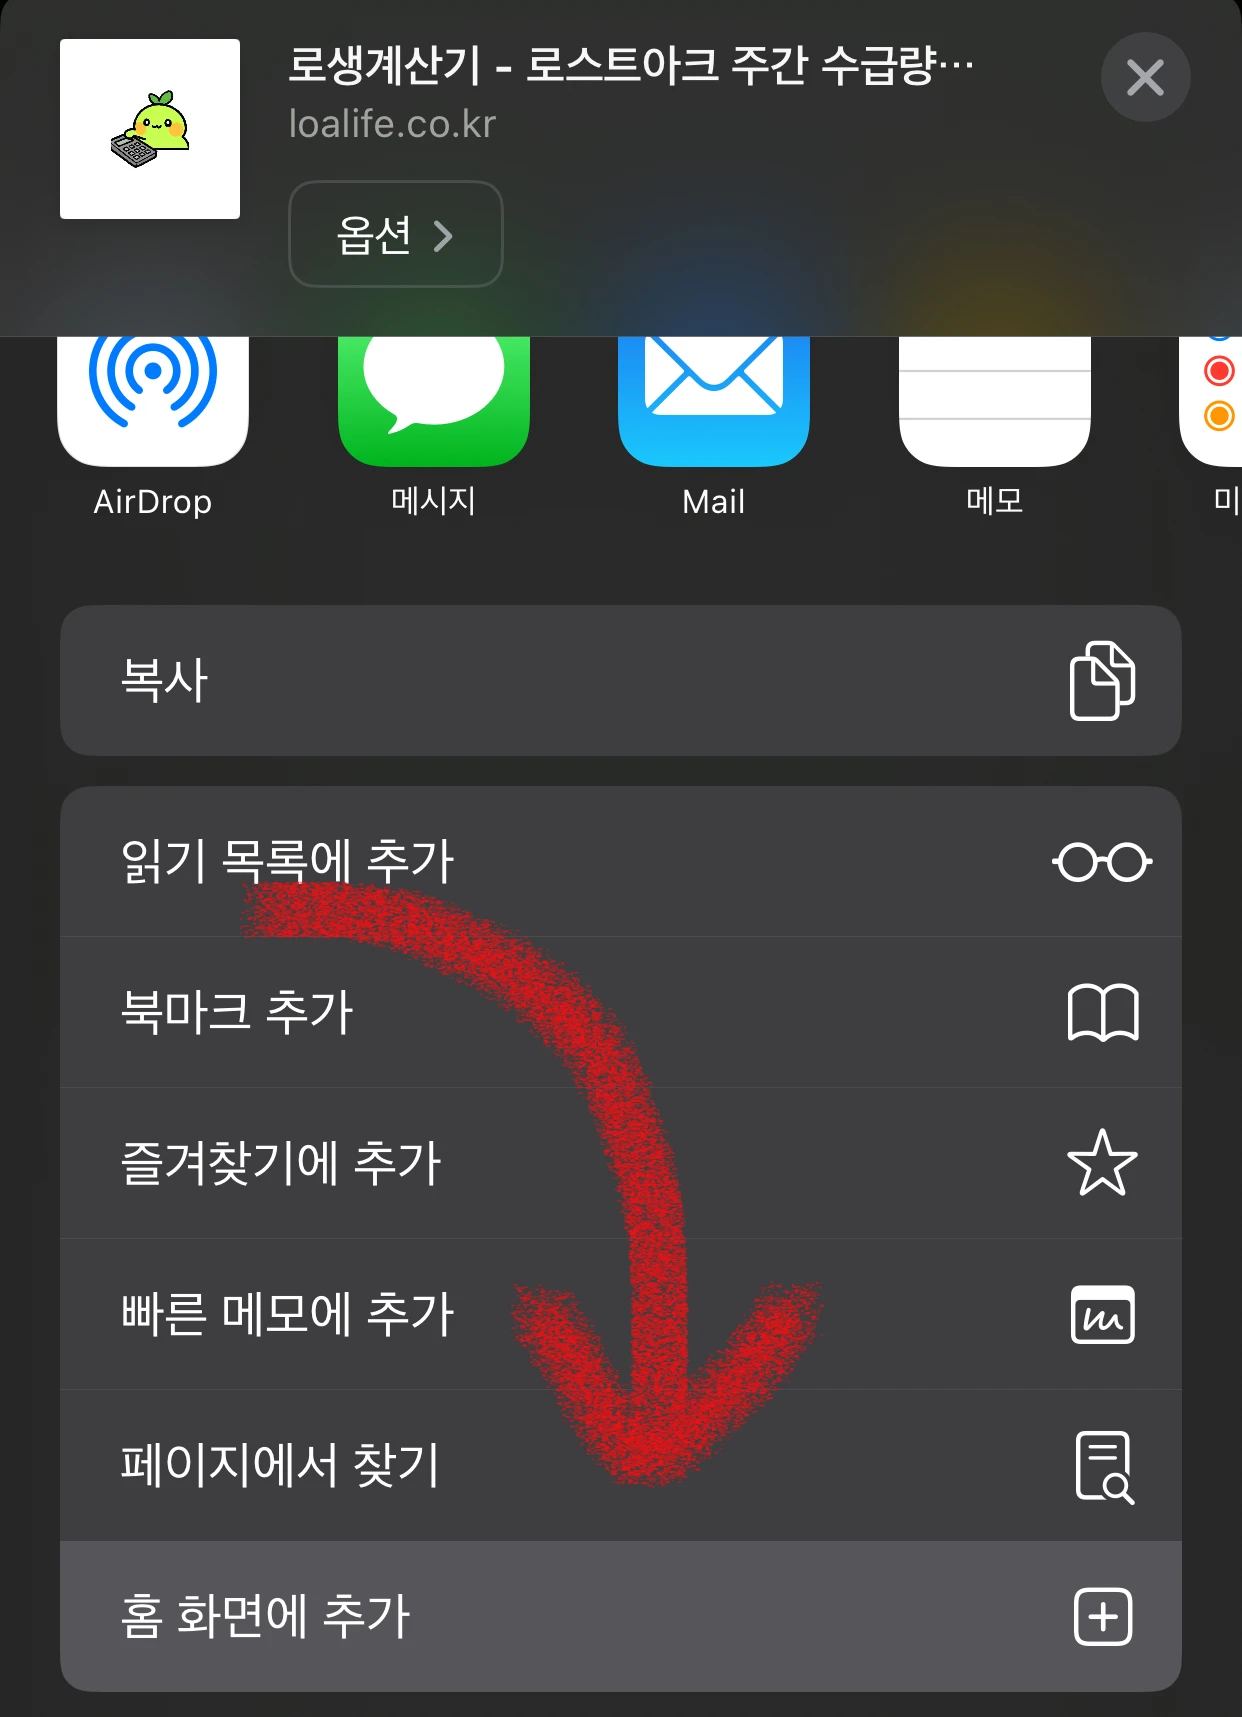 로생계산기 - 로스트아크 주간 수급량…
loalife.co.kr
옵션
AirDrop
메시지
Mail
메모
미
복사
읽기 목록에 추가
북마크 추가
즐겨찾기에 추가
빠른 메모에 추가
페이지에서 찾기
홈 화면에 추가